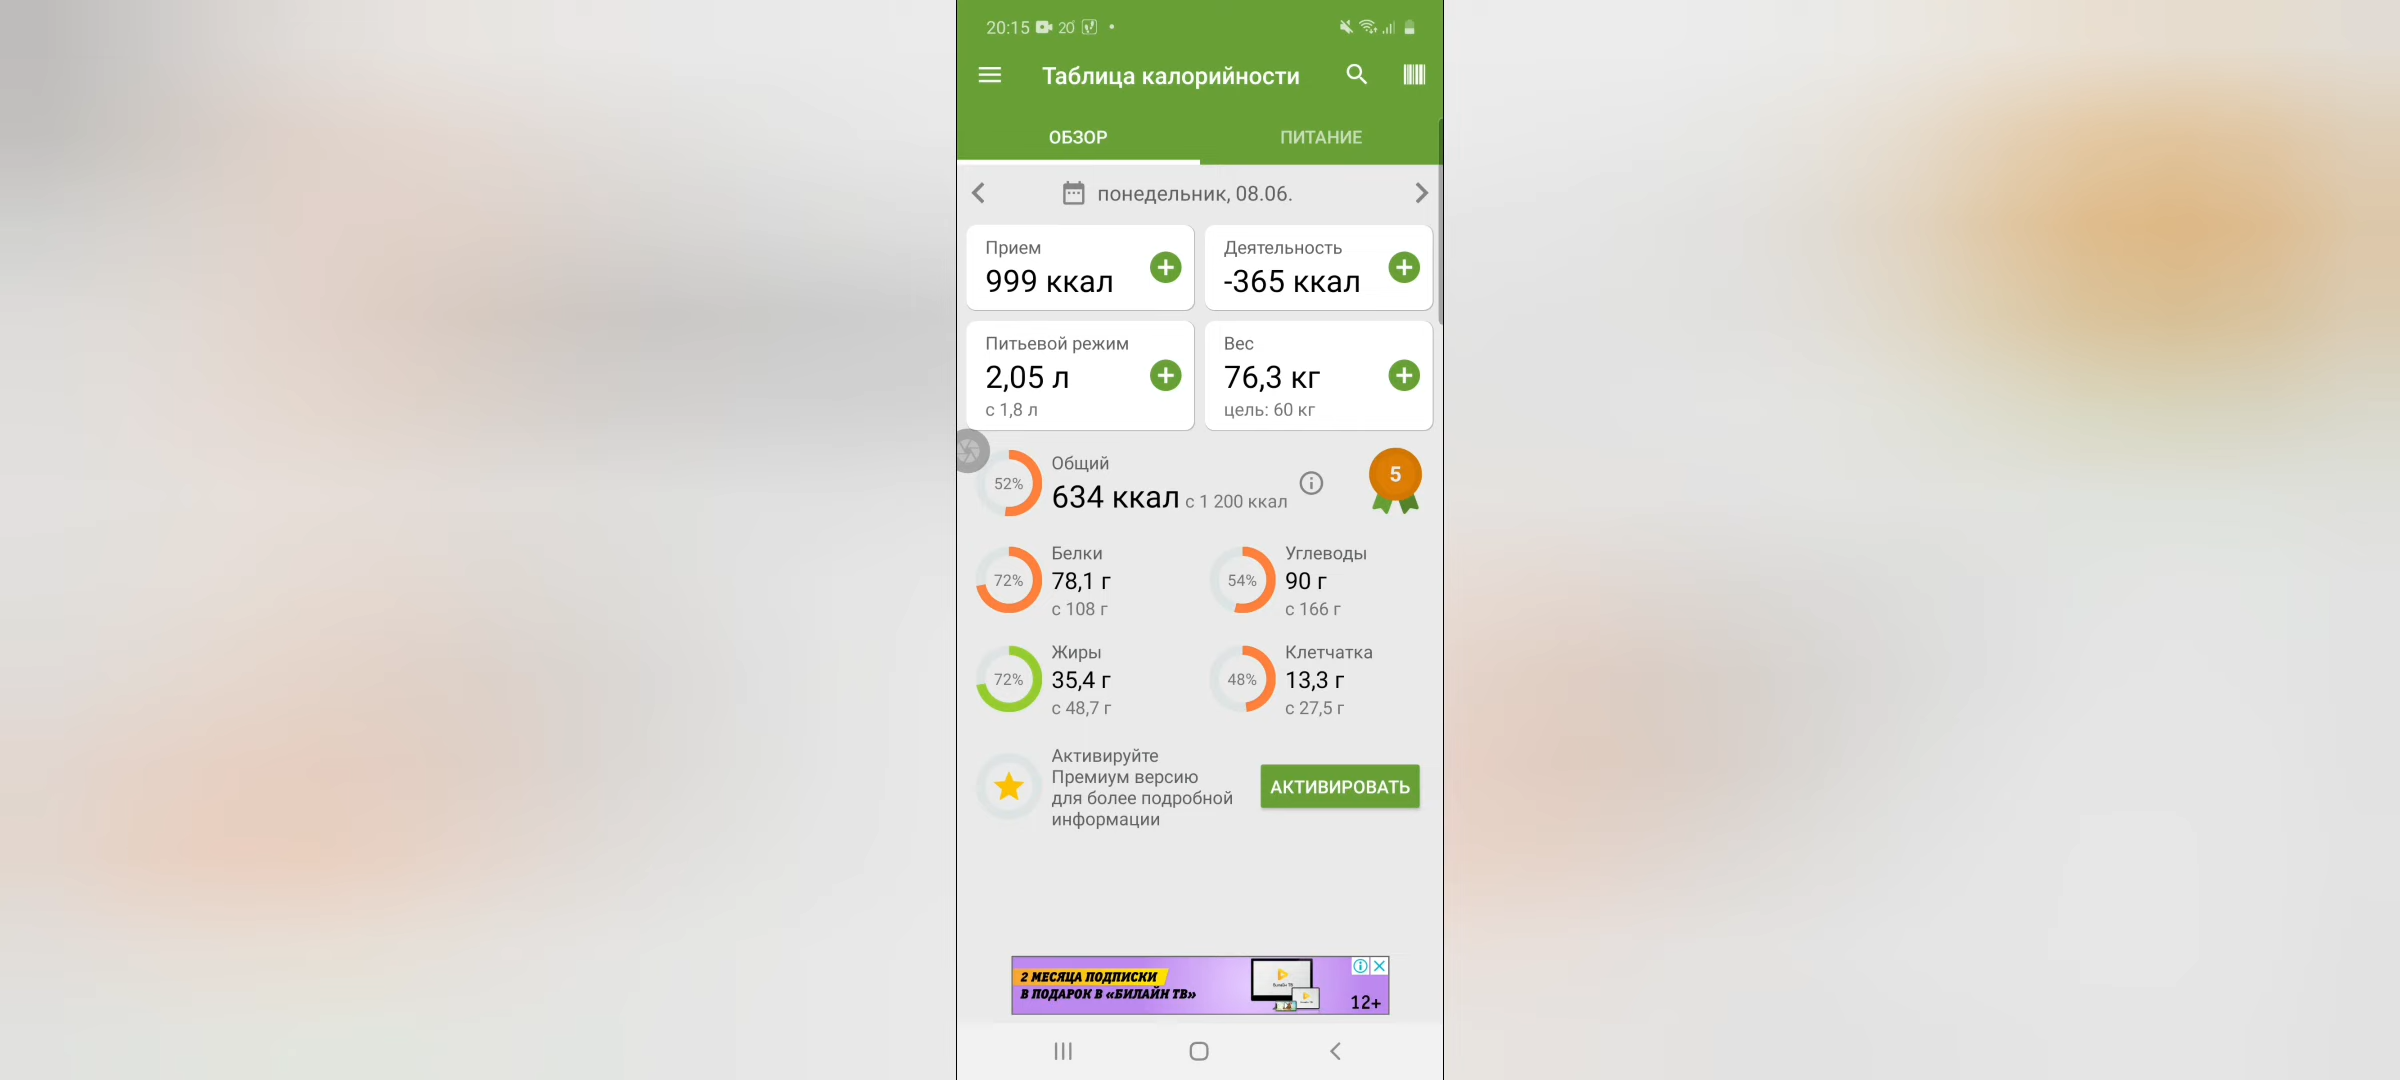 20:15 20
Таблица калорийности
ОБЗОР ПИТАНИЕ
понедельник, 08.06.
Прием
999 ккал
Деятельность
-365 ккал
Питьевой режим
2,05 л
с 1,8 л
Вес
76,3 кг
цель: 60 кг
52%
Общий
634 ккал с 1 200 ккал
5
72%
Белки
78,1 г
с 108 г
54%
Углеводы
90 г
с 166 г
72%
Жиры
35,4 г
с 48,7 г
48%
Клетчатка
13,3 г
с 27,5 г
Активируйте
Премиум версию
для более подробной
информации
АКТИВИРОВАТЬ
2 МЕСЯЦА ПОДПИСКИ
В ПОДАРОК В «БИЛАЙН ТВ»
12+